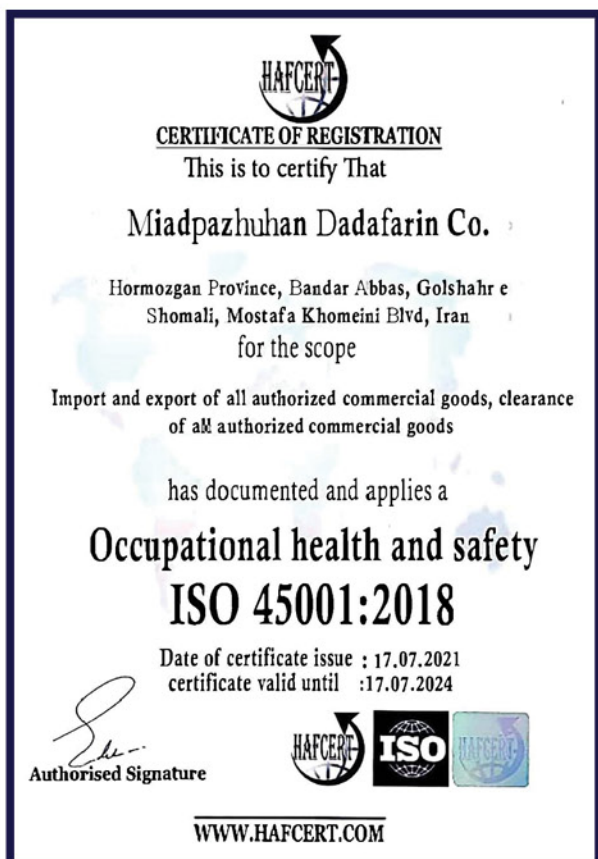 HAFCERT
CERTIFICATE OF REGISTRATION
This is to certify That
Miadpazhuhan Dadafarin Co.
Hormozgan Province, Bandar Abbas, Golshahr e
Shomali, Mostafa Khomeini Blvd, Iran
for the scope
Import and export of all authorized commercial goods, clearance
of all authorized commercial goods
has documented and applies a
Occupational health and safety
ISO 45001:2018
Date of certificate issue : 17.07.2021
certificate valid until :17.07.2024
Authorised Signature
HAFCERT
ISO
HAFCERT
WWW.HAFCERT.COM